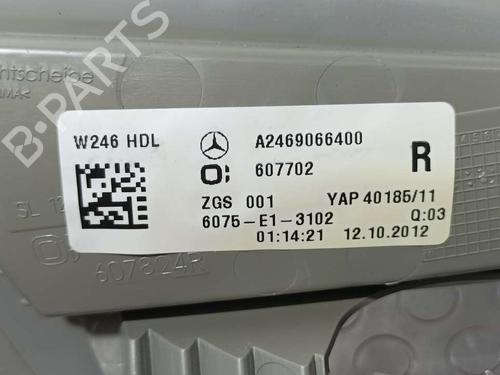 B-PARTS
W246 HDL A2469066400
607702 R
ZGS 001 YAP 40185/11
6075-E1-3102 Q:03
01:14:21 12.10.2012
SL
607824R